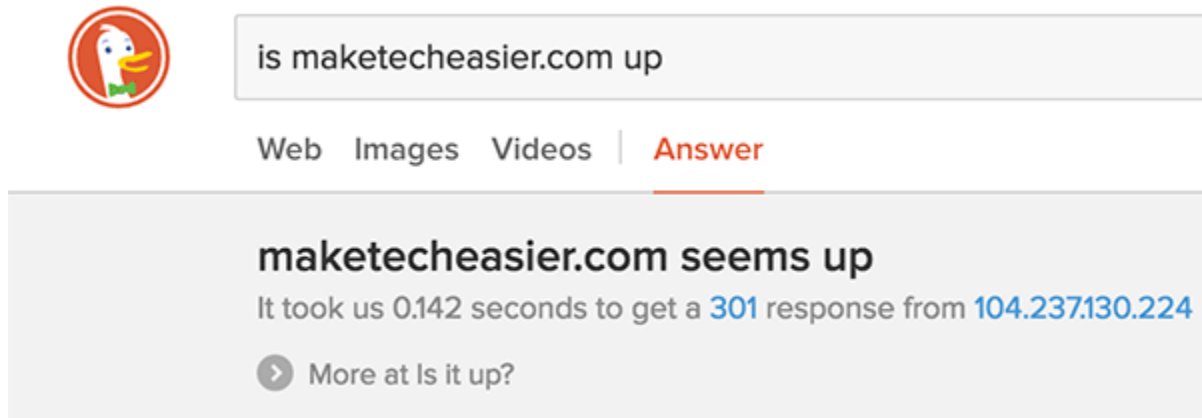 is maketecheasier.com up
Web Images Videos Answer
maketecheasier.com seems up
It took us 0.142 seconds to get a 301 response from 104.237.130.224
More at Is it up?